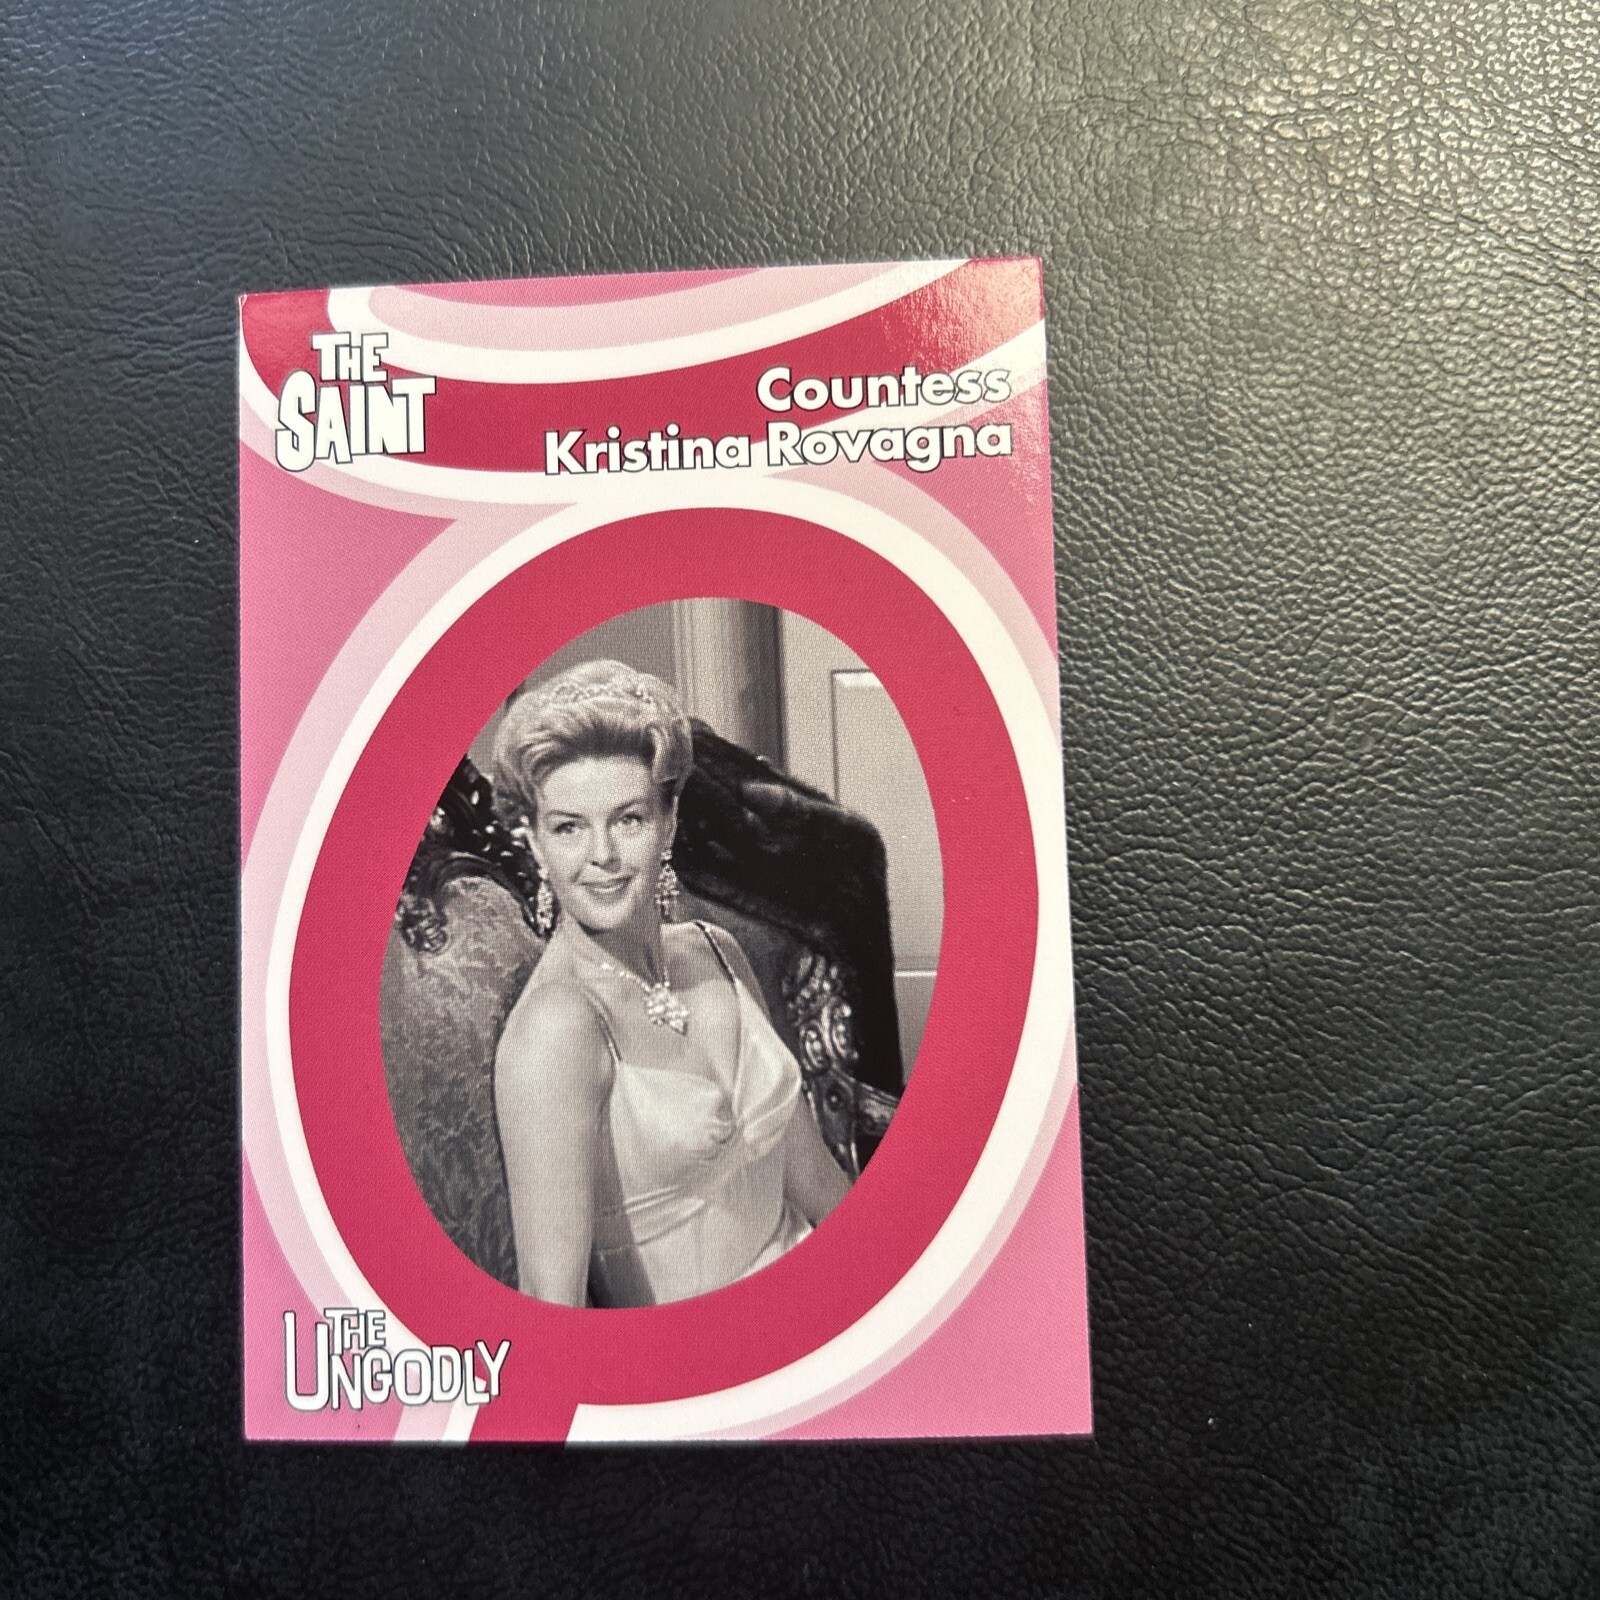 THE
SAINT
Countess
Kristina Rovagna
THE
UNGODLY